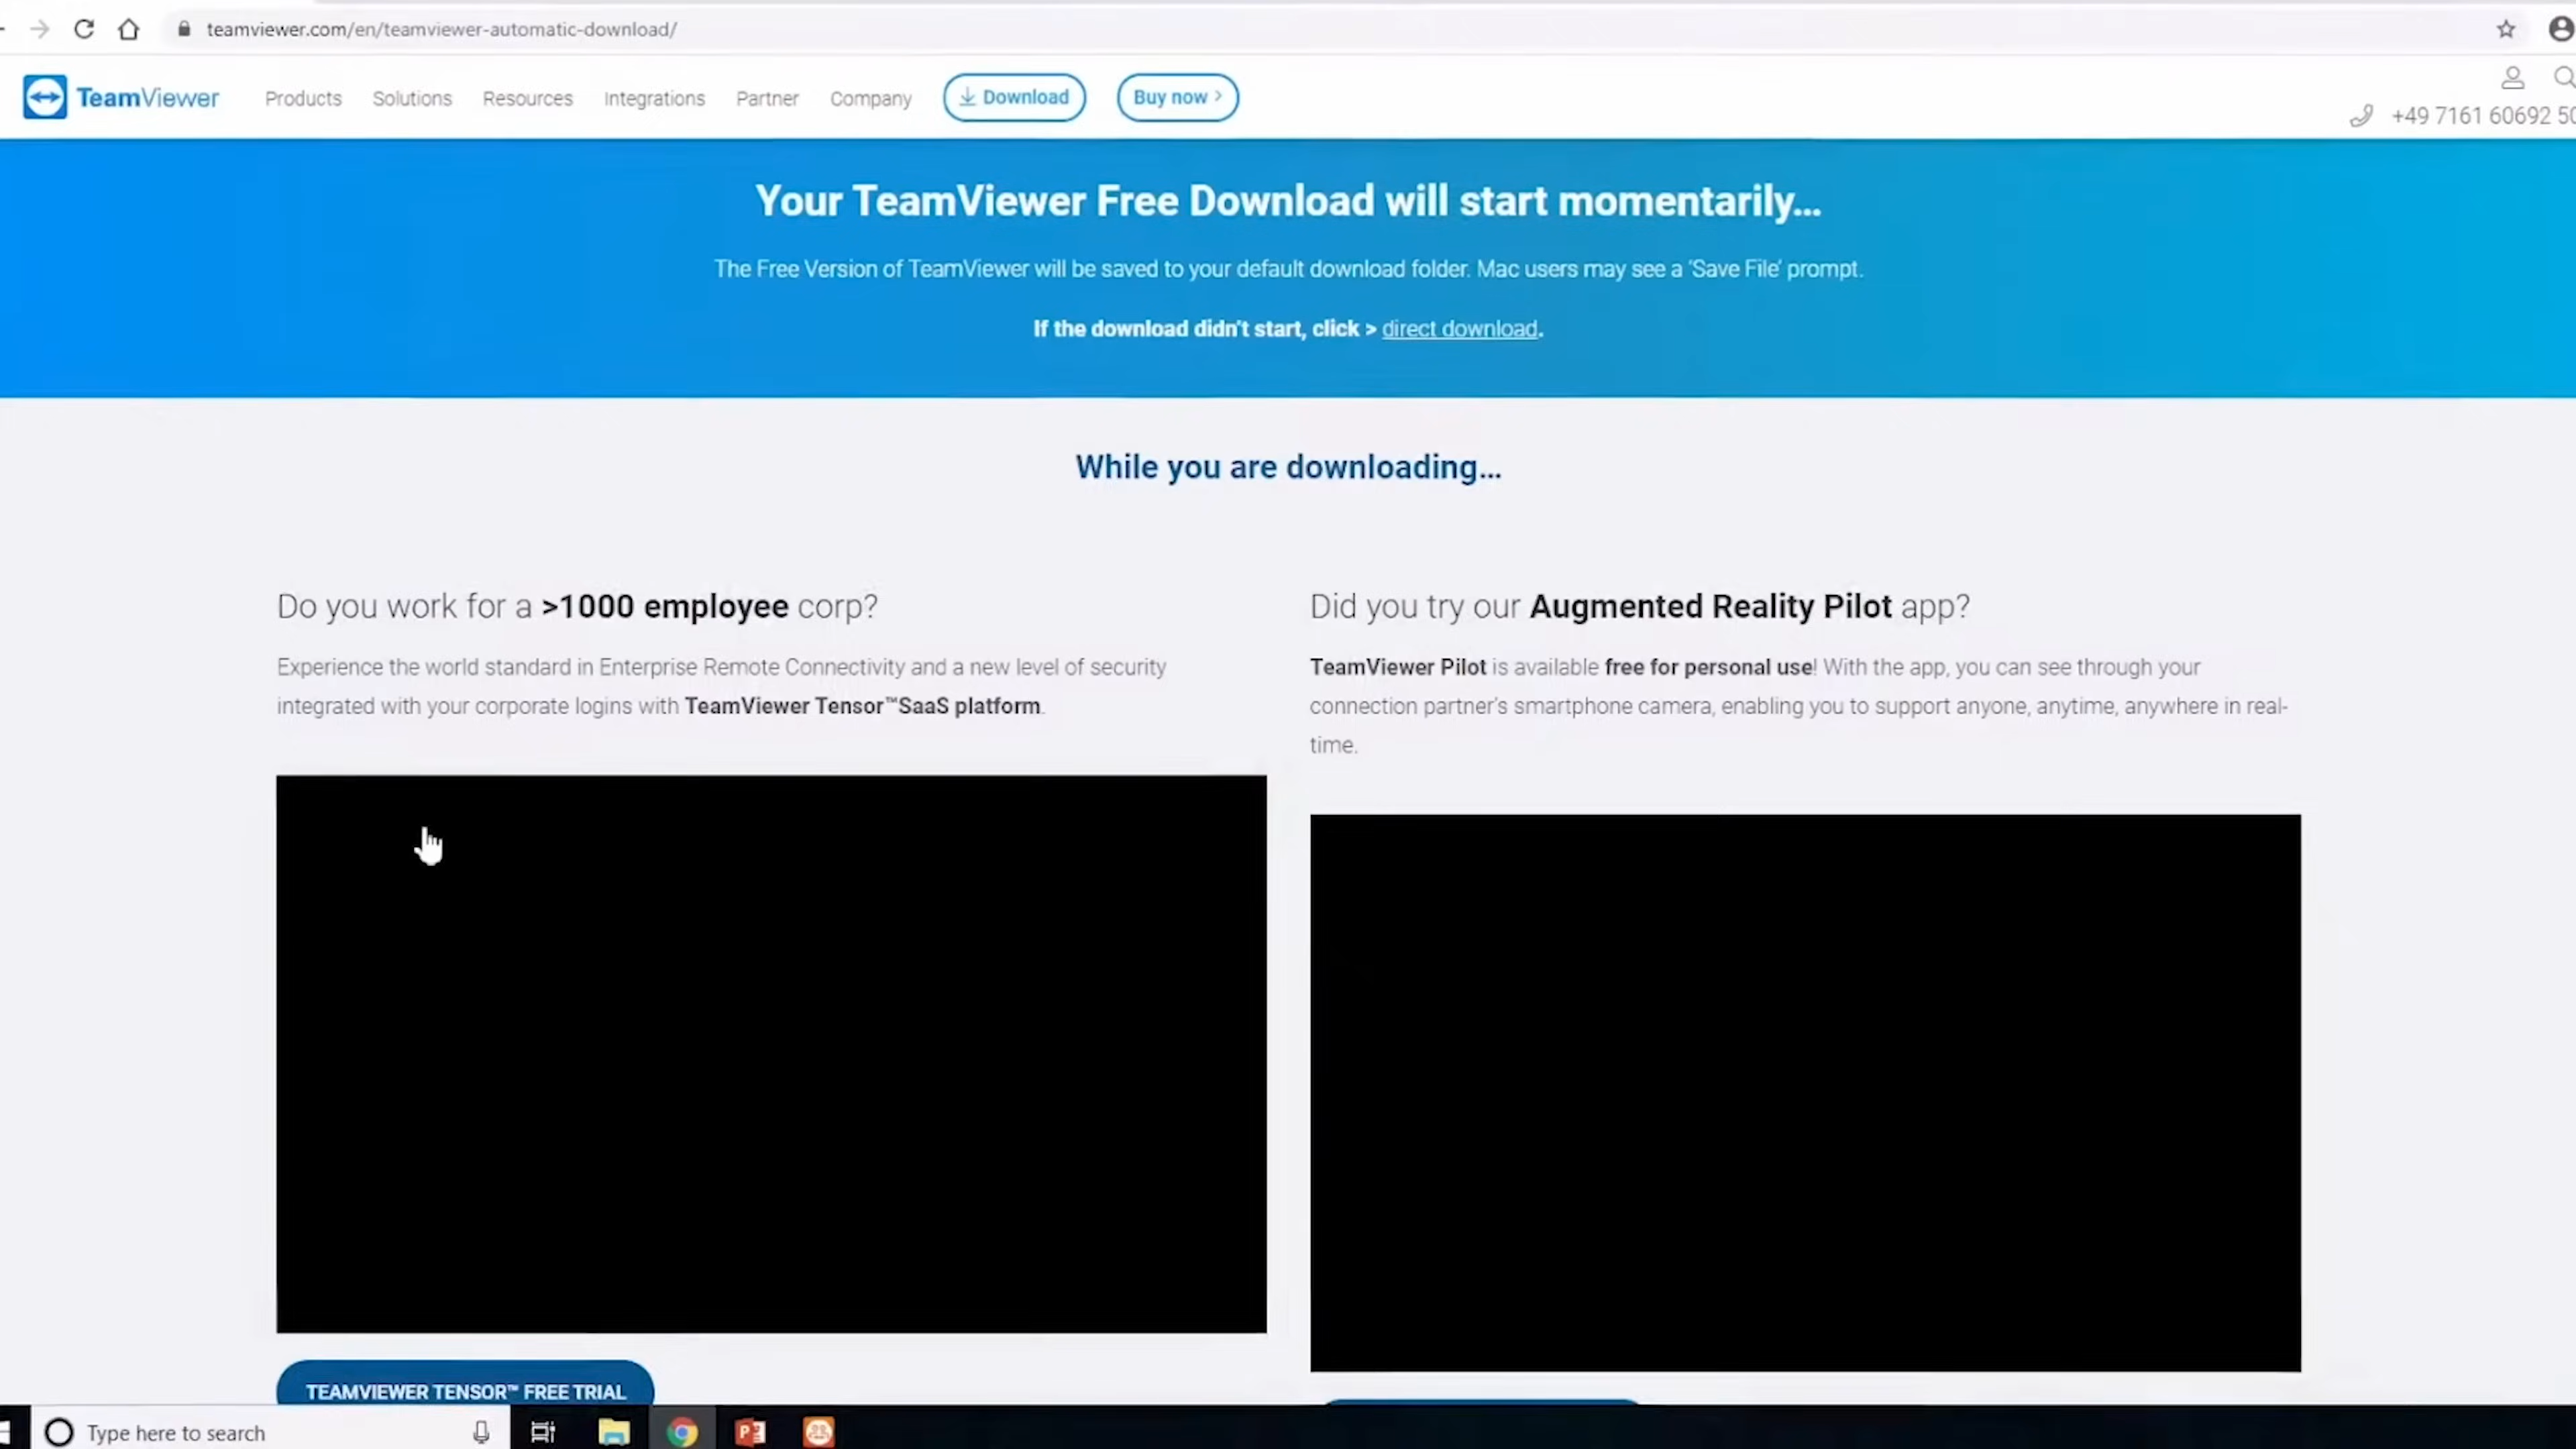 teamviewer.com/en/teamviewer-automatic-download/
TeamViewer
Products
Solutions
Resources
Integrations
Partner
Company
Download
Buy now >
+49 7161 60692 50
Your TeamViewer Free Download will start momentarily...
The Free Version of TeamViewer will be saved to your default download folder. Mac users may see a 'Save File' prompt.
If the download didn't start, click > direct download.
While you are downloading...
Do you work for a >1000 employee corp?
Experience the world standard in Enterprise Remote Connectivity and a new level of security
integrated with your corporate logins with TeamViewer Tensor™SaaS platform.
Did you try our Augmented Reality Pilot app?
TeamViewer Pilot is available free for personal use! With the app, you can see through your
connection partner's smartphone camera, enabling you to support anyone, anytime, anywhere in real-
time.
TEAMVIEWER TENSOR™ FREE TRIAL
Type here to search